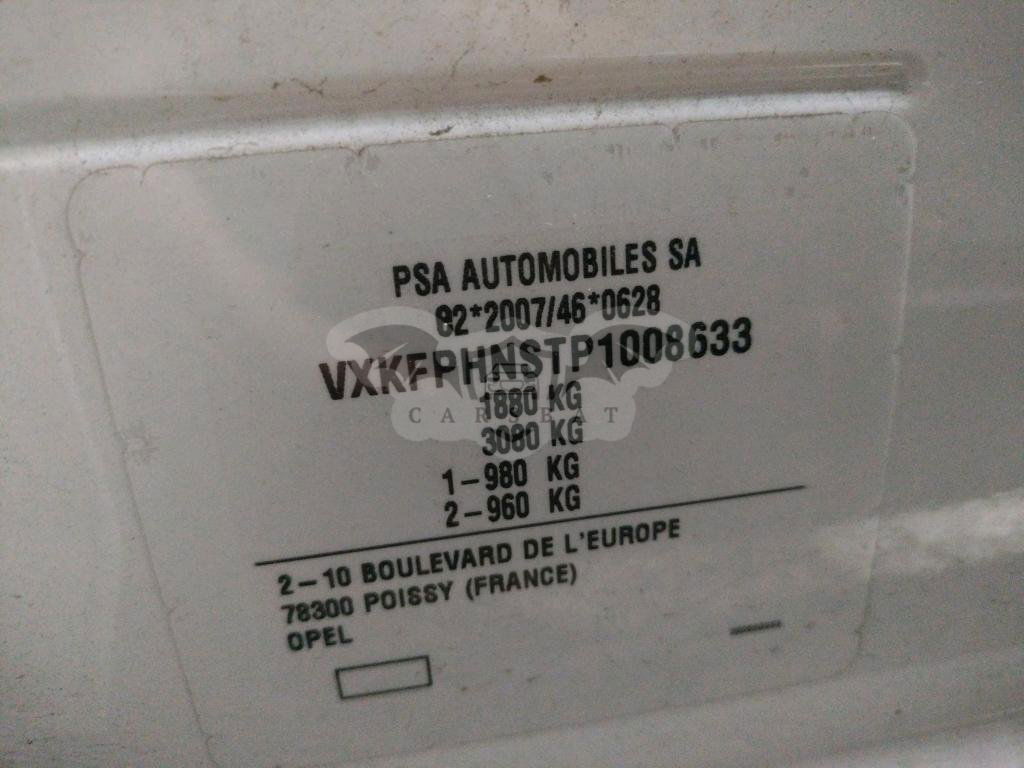 PSA AUTOMOBILES SA
e2*2007/46*0628
VXKFPHNSTP1008633
1880 KG
3080 KG
1-980 KG
2-960 KG
2-10 BOULEVARD DE L'EUROPE
78300 POISSY (FRANCE)
OPEL
CARSBAT